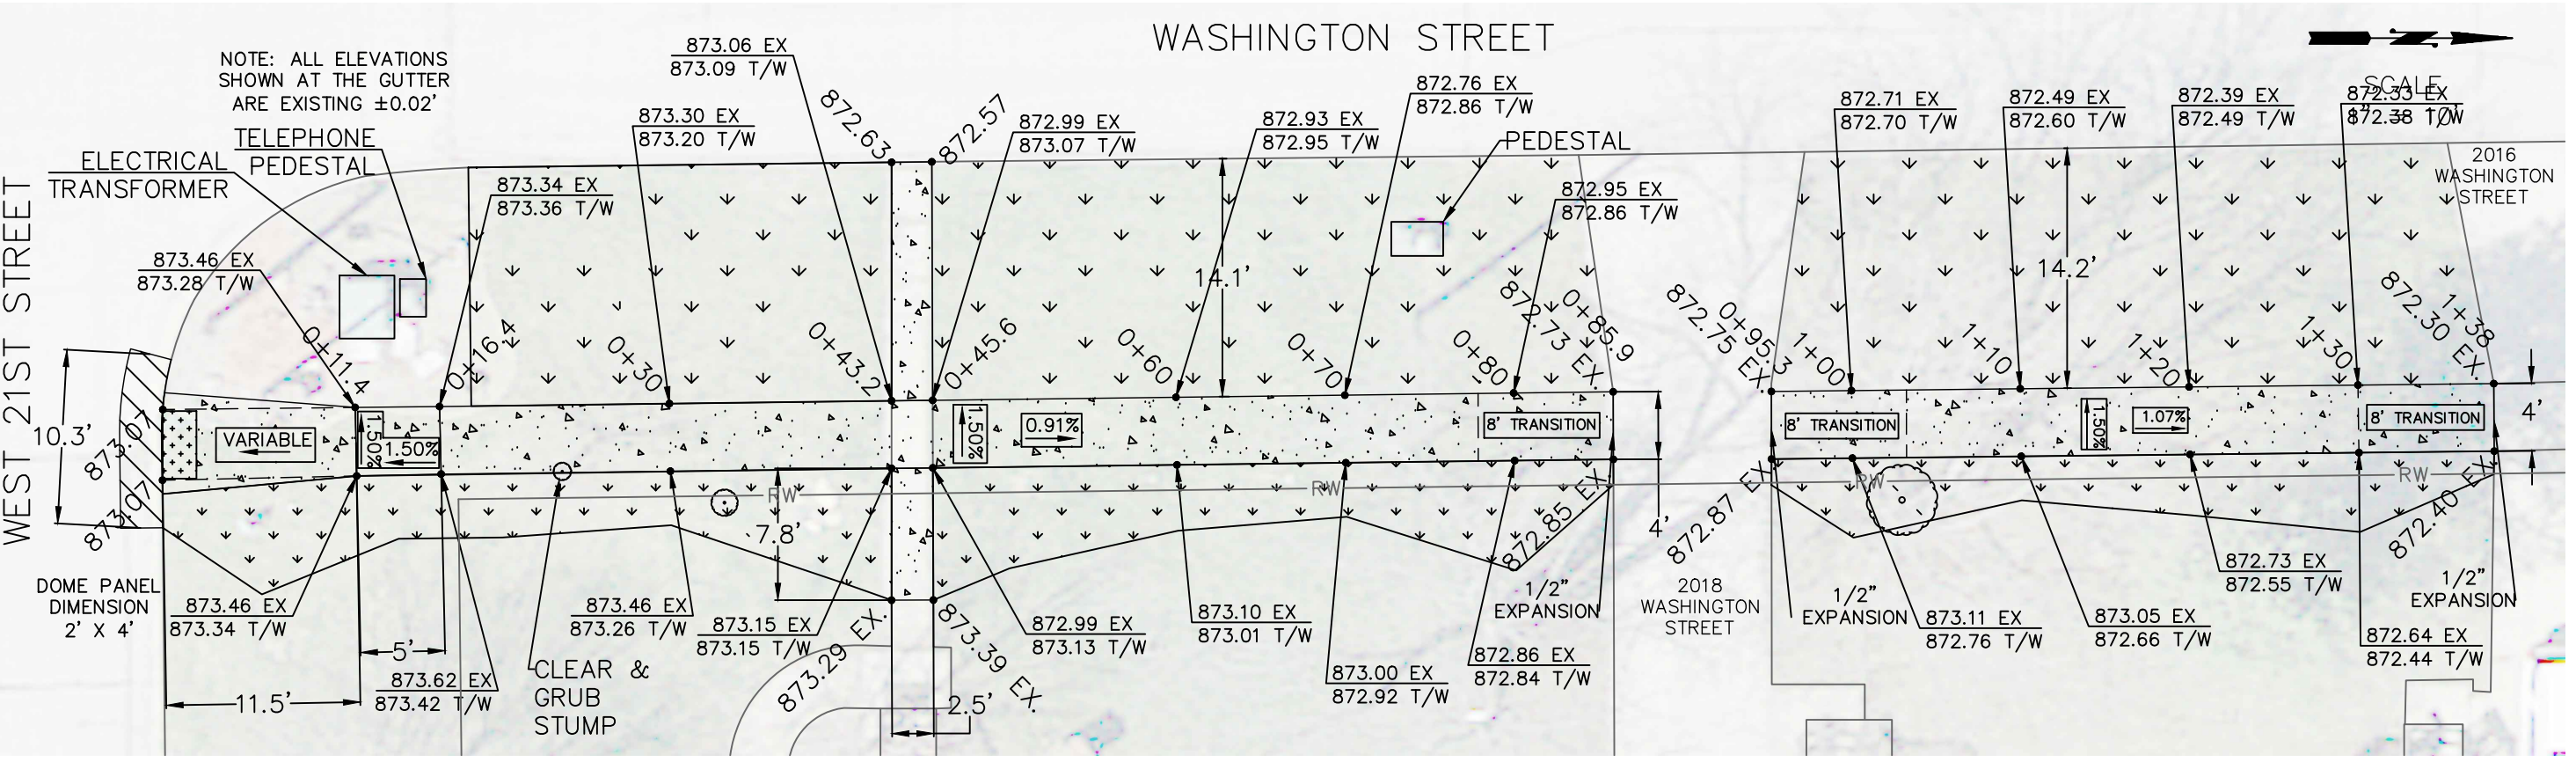 WASHINGTON STREET
NOTE: ALL ELEVATIONS
SHOWN AT THE GUTTER
ARE EXISTING ±0.02'
TELEPHONE
PEDESTAL
ELECTRICAL
TRANSFORMER
WEST 21ST STREET
873.06 EX
873.09 T/W
873.30 EX
873.20 T/W
873.34 EX
873.36 T/W
873.46 EX
873.28 T/W
872.63
872.57
872.99 EX
873.07 T/W
872.93 EX
872.95 T/W
872.76 EX
872.86 T/W
PEDESTAL
872.95 EX
872.86 T/W
872.71 EX
872.70 T/W
872.49 EX
872.60 T/W
872.39 EX
872.49 T/W
SCALE
872.33 EX
872.38 T/W
1" = 10'
2016
WASHINGTON
STREET
14.1'
14.2'
0+11.4
0+16.4
0+30
0+43.2
0+45.6
0+60
0+70
0+80
872.73 EX.
0+85.9
872.75 EX.
0+95.3
1+00
1+10
1+20
1+30
872.30 EX.
1+38
10.3'
873.01
873.07
VARIABLE
1.50%
1.50%
1.50%
0.91%
8' TRANSITION
8' TRANSITION
1.50%
1.07%
8' TRANSITION
4'
4'
RW
RW
RW
RW
7.8'
872.85 EX.
872.87 EX.
872.40 EX.
DOME PANEL
DIMENSION
2' X 4'
873.46 EX
873.34 T/W
5'
11.5'
873.62 EX
873.42 T/W
CLEAR &
GRUB
STUMP
873.46 EX
873.26 T/W
873.15 EX
873.15 T/W
873.29 EX.
873.39 EX.
2.5'
872.99 EX
873.13 T/W
873.10 EX
873.01 T/W
873.00 EX
872.92 T/W
872.86 EX
872.84 T/W
1/2"
EXPANSION
2018
WASHINGTON
STREET
1/2"
EXPANSION
873.11 EX
872.76 T/W
873.05 EX
872.66 T/W
872.73 EX
872.55 T/W
872.64 EX
872.44 T/W
1/2"
EXPANSION